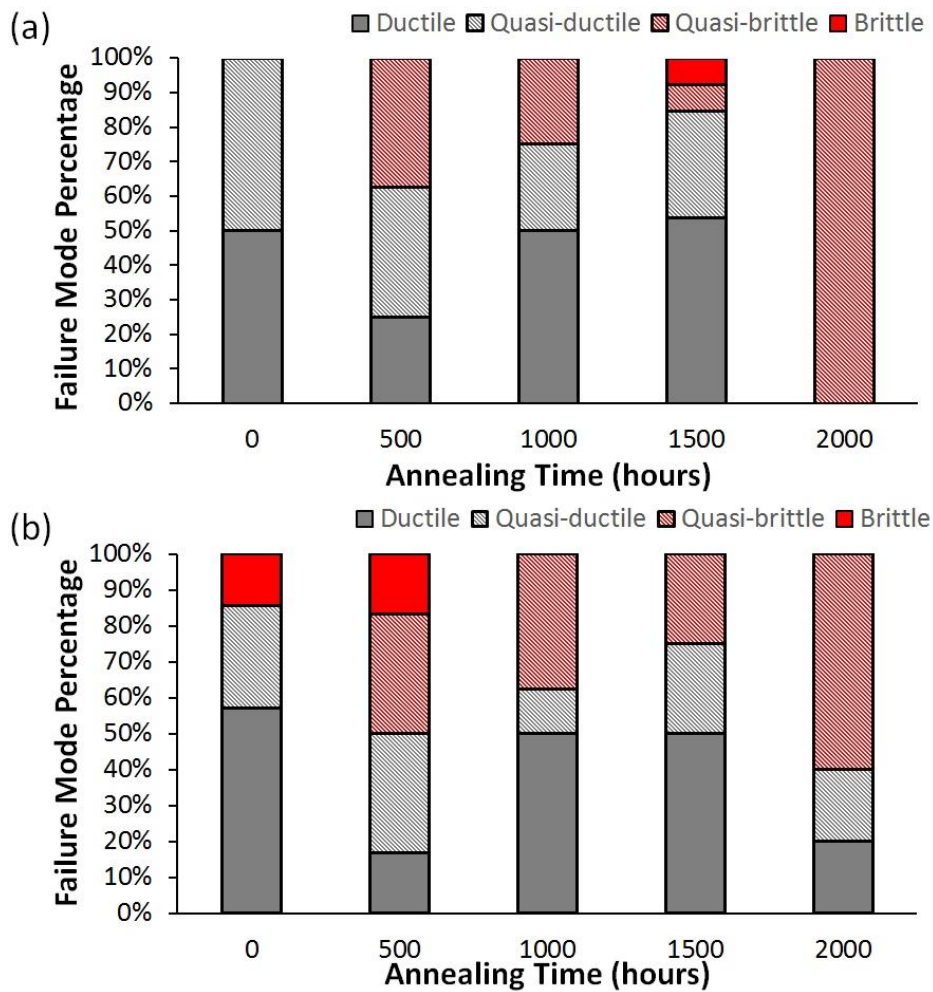 (a)
Ductile Quasi-ductile Quasi-brittle Brittle
Failure Mode Percentage
100%
90%
80%
70%
60%
50%
40%
30%
20%
10%
0%
0 500 1000 1500 2000
Annealing Time (hours)
(b)
Ductile Quasi-ductile Quasi-brittle Brittle
Failure Mode Percentage
100%
90%
80%
70%
60%
50%
40%
30%
20%
10%
0%
0 500 1000 1500 2000
Annealing Time (hours)